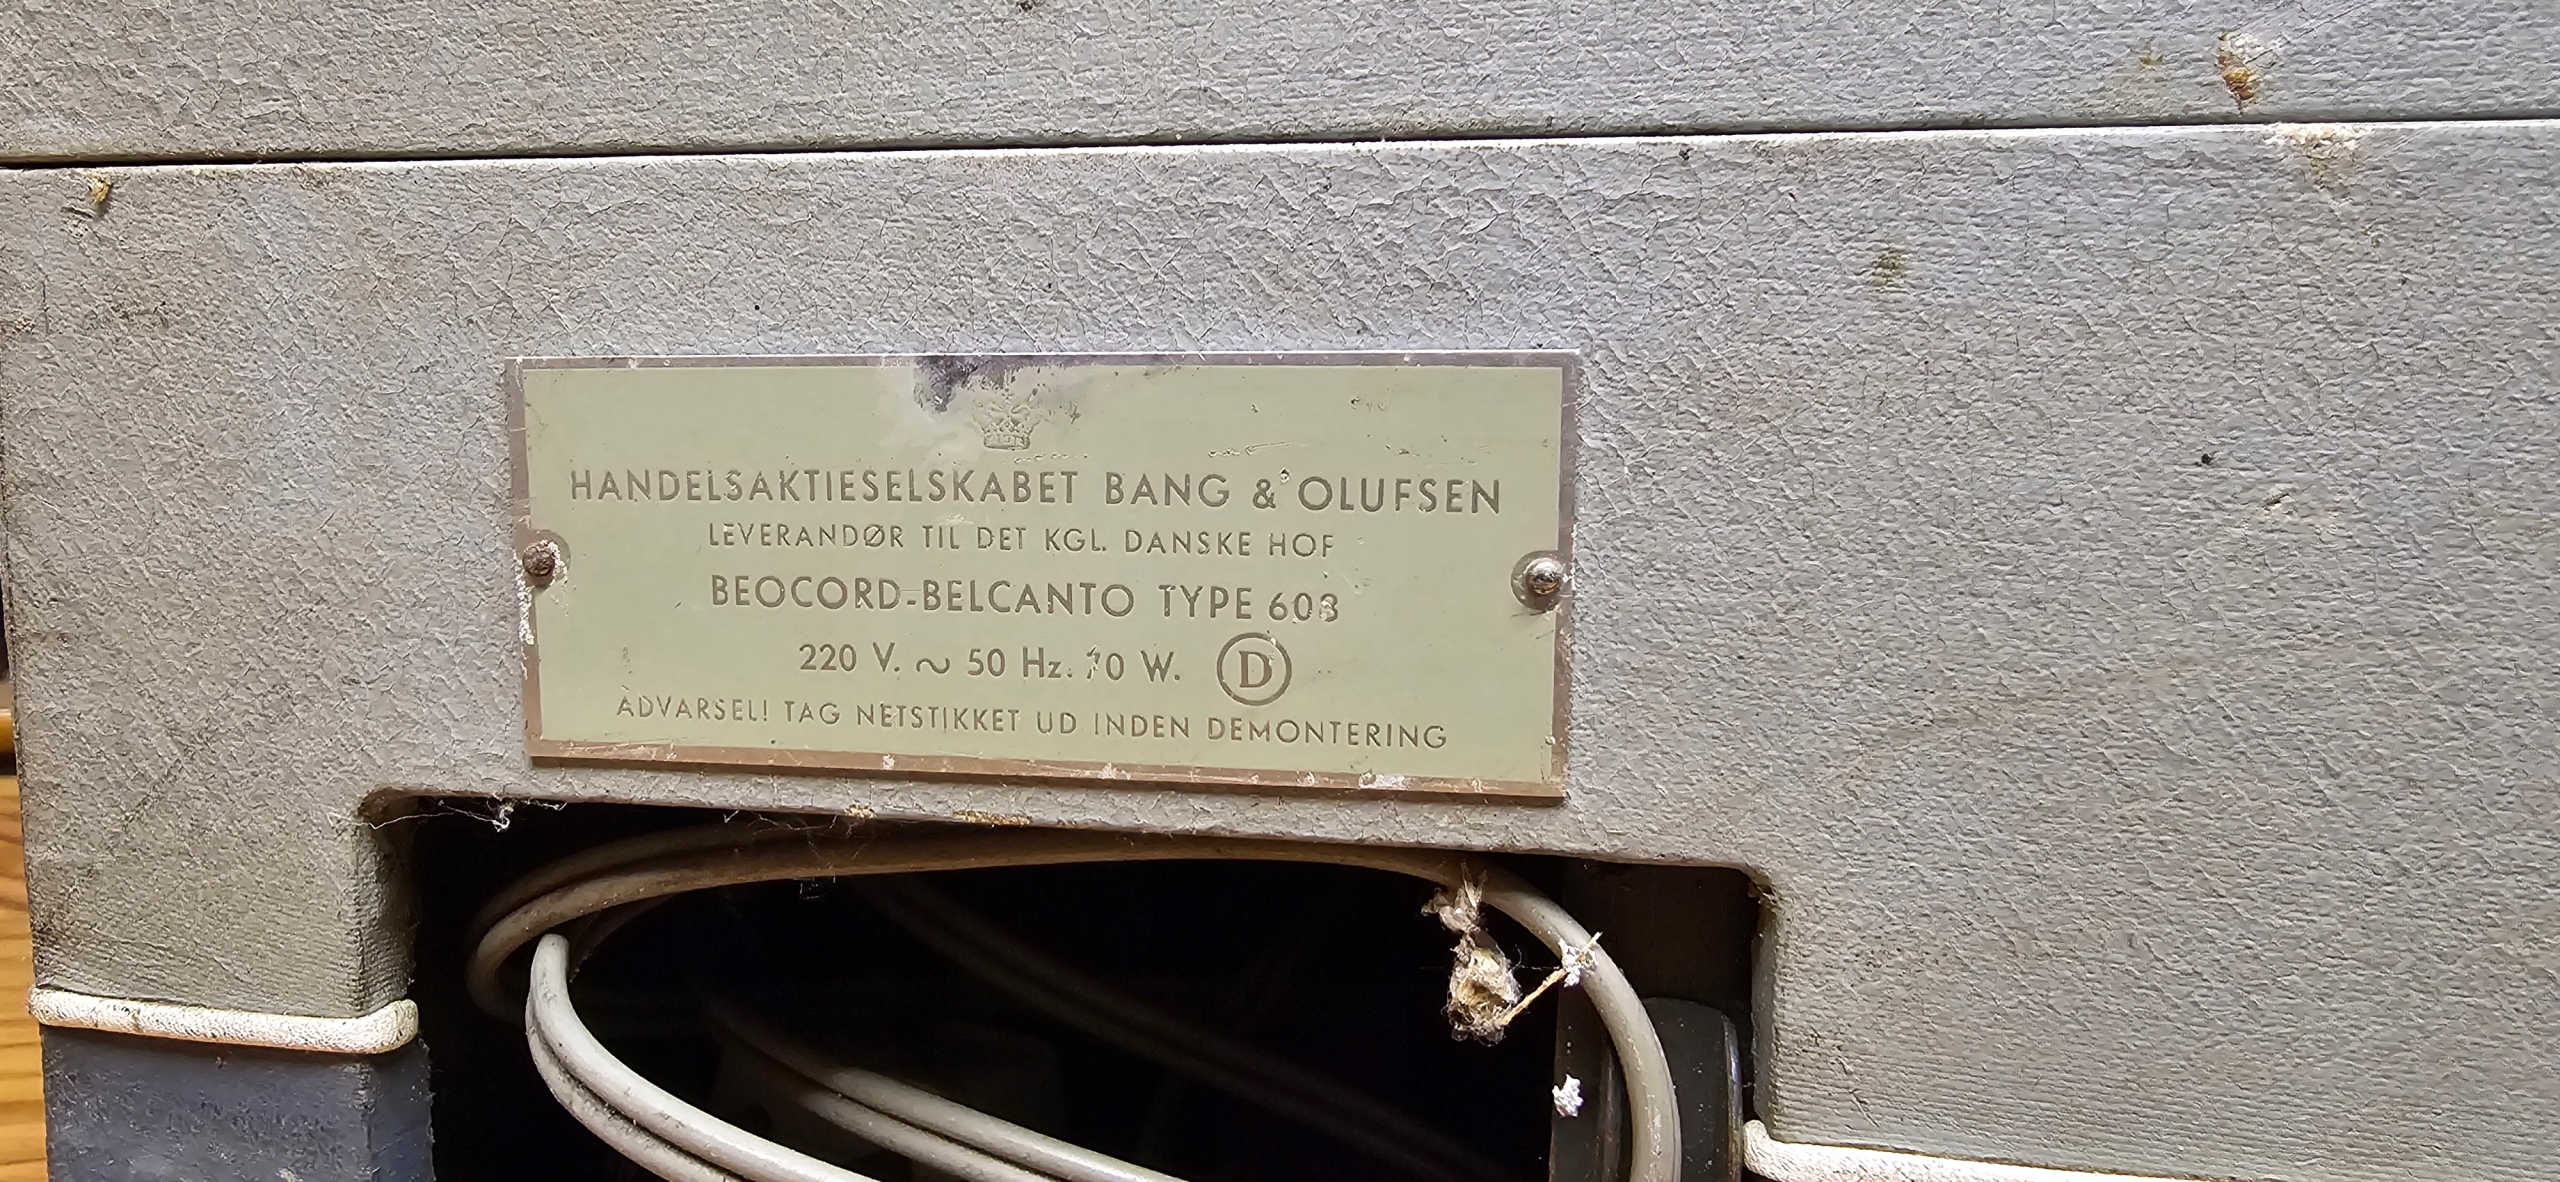 HANDELSAKTIESELSKABET BANG & OLUFSEN
LEVERANDØR TIL DET KGL. DANSKE HOF
BEOCORD-BELCANTO TYPE 608
220 V. ~ 50 Hz. 70 W. D
ADVARSEL! TAG NETSTIKKET UD INDEN DEMONTERING